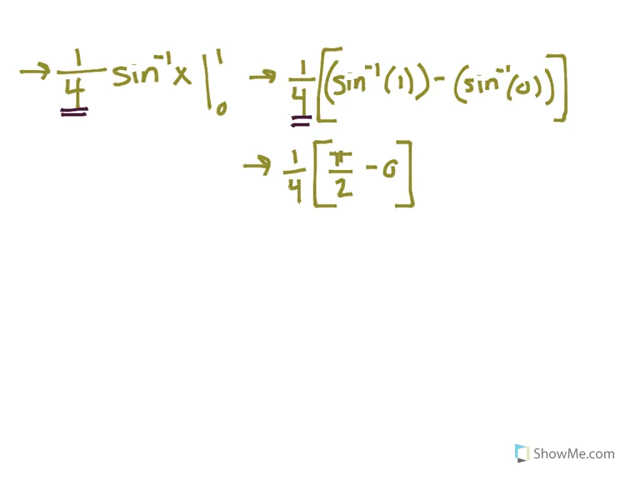 → 1/4 sin⁻¹x |₀¹ → 1/4 [(sin⁻¹(1)) − (sin⁻¹(0))]
→ 1/4 [π/2 − 0]
ShowMe.com